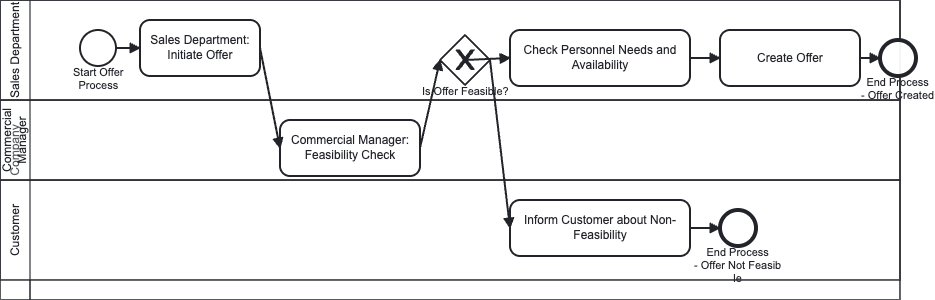 Sales Department
Start Offer
Process
Sales Department:
Initiate Offer
Is Offer Feasible?
Check Personnel Needs and
Availability
Create Offer
End Process
- Offer Created
Commercial
Manager
Company
Commercial Manager:
Feasibility Check
Customer
Inform Customer about Non-
Feasibility
End Process
- Offer Not Feasib
le